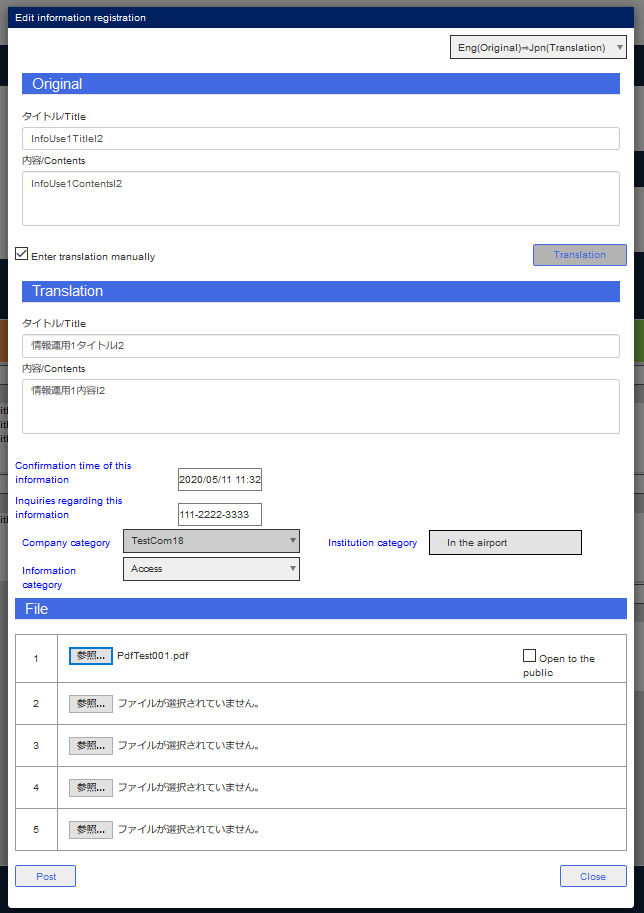 Edit information registration
Eng(Original)⇒Jpn(Translation)
Original
タイトル/Title
InfoUse1TitleI2
内容/Contents
InfoUse1ContentsI2
Enter translation manually
Translation
Translation
タイトル/Title
情報運用1タイトルI2
内容/Contents
情報運用1内容I2
Confirmation time of this
information
2020/05/11 11:32
Inquiries regarding this
information
111-2222-3333
Company category
TestCom18
Institution category
In the airport
Information
category
Access
File
1
参照...
PdfTest001.pdf
Open to the
public
2
参照...
ファイルが選択されていません。
3
参照...
ファイルが選択されていません。
4
参照...
ファイルが選択されていません。
5
参照...
ファイルが選択されていません。
Post
Close